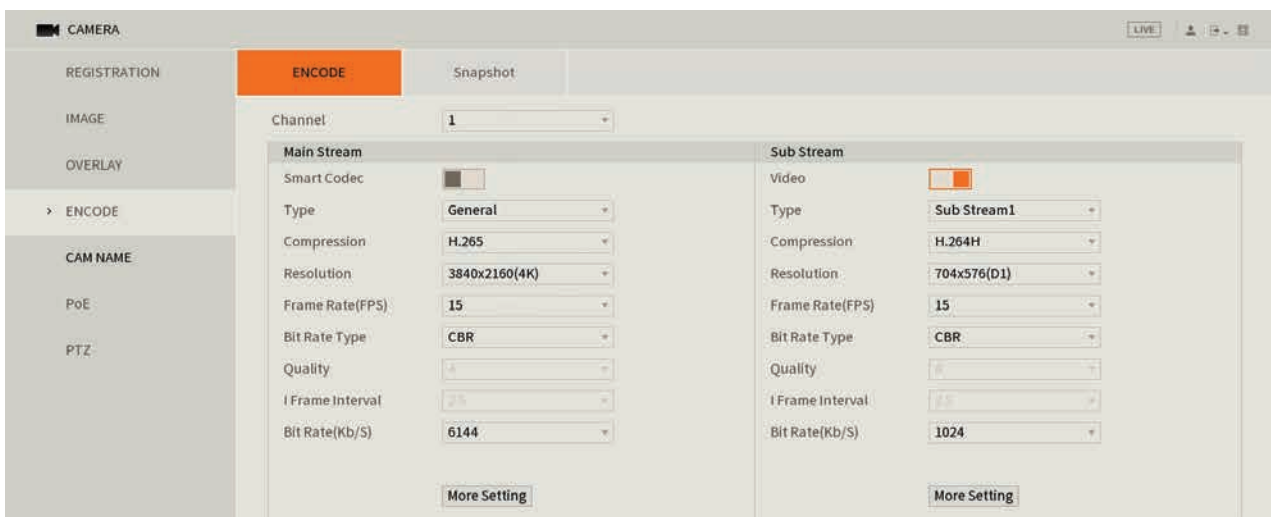 CAMERA LIVE
REGISTRATION ENCODE Snapshot
IMAGE Channel 1
Main Stream Sub Stream
OVERLAY Smart Codec Video
ENCODE Type General Type Sub Stream1
Compression H.265 Compression H.264H
CAM NAME
Resolution 3840x2160(4K) Resolution 704x576(D1)
PoE Frame Rate(FPS) 15 Frame Rate(FPS) 15
Bit Rate Type CBR Bit Rate Type CBR
PTZ
Quality Quality
I Frame Interval I Frame Interval
Bit Rate(Kb/S) 6144 Bit Rate(Kb/S) 1024
More Setting More Setting